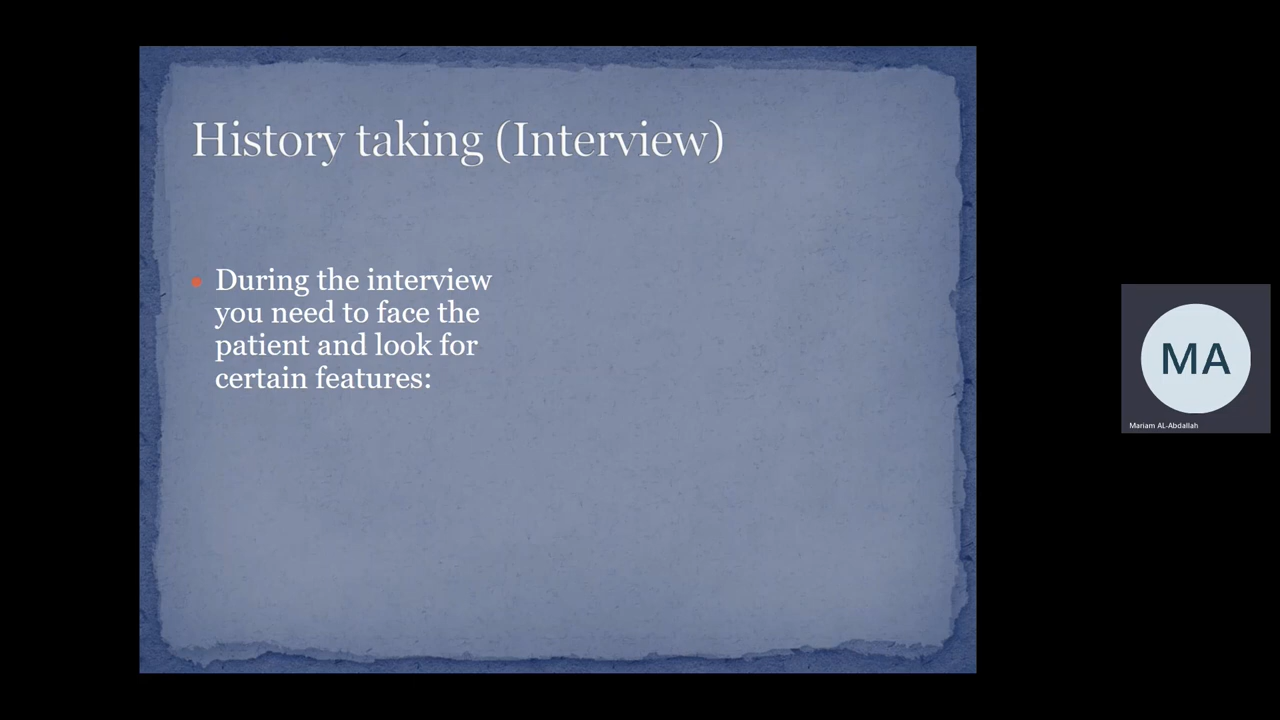 History taking (Interview)
During the interview
you need to face the
patient and look for
certain features:
MA
Mariam AL-Abdallah